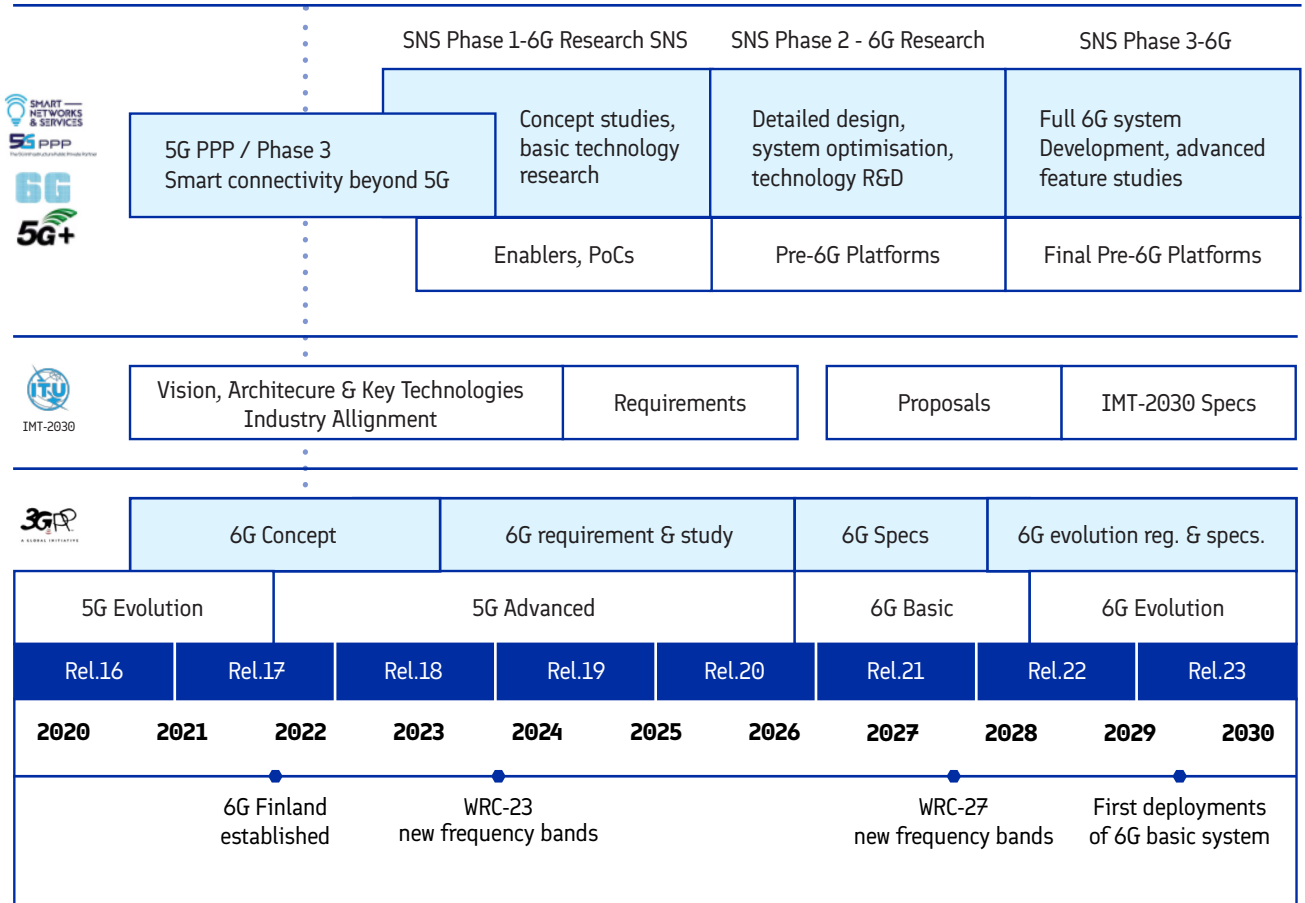 SNS Phase 1-6G Research SNS
SNS Phase 2 - 6G Research
SNS Phase 3-6G
SMART
NETWORKS
& SERVICES
5G PPP
6G
5G+
5G PPP / Phase 3
Smart connectivity beyond 5G
Concept studies,
basic technology
research
Detailed design,
system optimisation,
technology R&D
Full 6G system
Development, advanced
feature studies
Enablers, PoCs
Pre-6G Platforms
Final Pre-6G Platforms
ITU
IMT-2030
Vision, Architecure & Key Technologies
Industry Allignment
Requirements
Proposals
IMT-2030 Specs
3GPP
A GLOBAL INITIATIVE
6G Concept
6G requirement & study
6G Specs
6G evolution reg. & specs.
5G Evolution
5G Advanced
6G Basic
6G Evolution
Rel.16
Rel.17
Rel.18
Rel.19
Rel.20
Rel.21
Rel.22
Rel.23
2020
2021
2022
2023
2024
2025
2026
2027
2028
2029
2030
6G Finland
established
WRC-23
new frequency bands
WRC-27
new frequency bands
First deployments
of 6G basic system